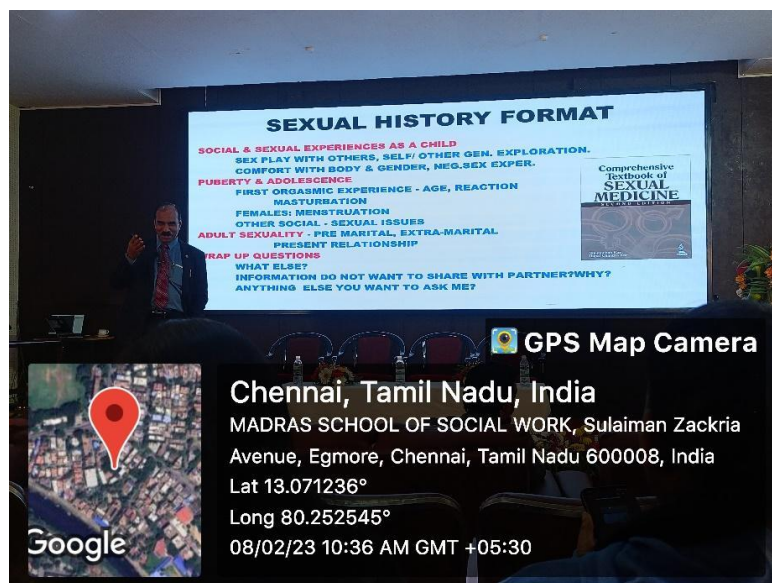 SEXUAL HISTORY FORMAT
SOCIAL & SEXUAL EXPERIENCES AS A CHILD
SEX PLAY WITH OTHERS, SELF/ OTHER GEN. EXPLORATION.
COMFORT WITH BODY & GENDER, NEG.SEX EXPER.
PUBERTY & ADOLESCENCE
FIRST ORGASMIC EXPERIENCE - AGE, REACTION
MASTURBATION
FEMALES: MENSTRUATION
OTHER SOCIAL - SEXUAL ISSUES
ADULT SEXUALITY - PRE MARITAL, EXTRA-MARITAL
PRESENT RELATIONSHIP
WRAP UP QUESTIONS
WHAT ELSE?
INFORMATION DO NOT WANT TO SHARE WITH PARTNER?WHY?
ANYTHING ELSE YOU WANT TO ASK ME?
Comprehensive
Textbook of
SEXUAL
MEDICINE
SECOND EDITION
GPS Map Camera
Chennai, Tamil Nadu, India
MADRAS SCHOOL OF SOCIAL WORK, Sulaiman Zackria
Avenue, Egmore, Chennai, Tamil Nadu 600008, India
Lat 13.071236°
Long 80.252545°
08/02/23 10:36 AM GMT +05:30
Google